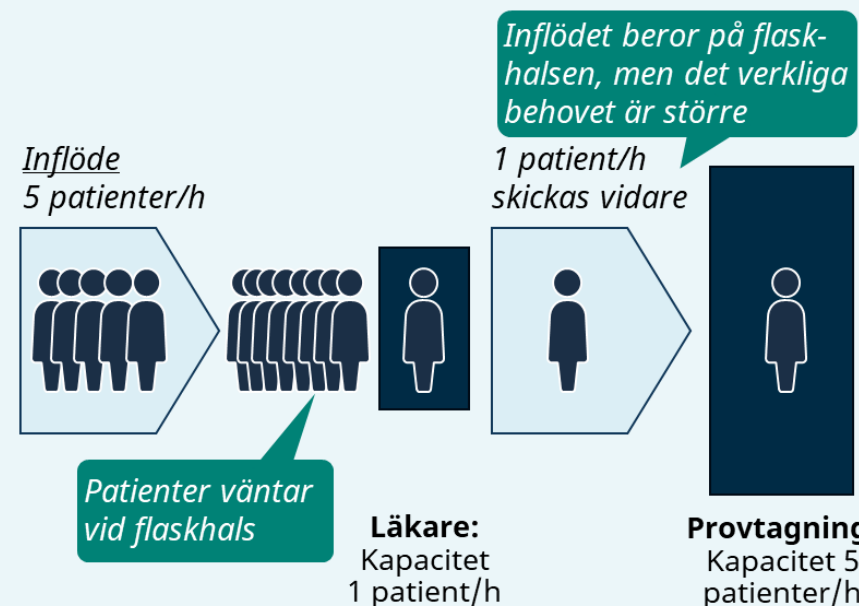 Inflödet beror på flask-
halsen, men det verkliga
behovet är större
Inflöde
5 patienter/h
1 patient/h
skickas vidare
Patienter väntar
vid flaskhals
Läkare:
Kapacitet
1 patient/h
Provtagning
Kapacitet 5
patienter/h